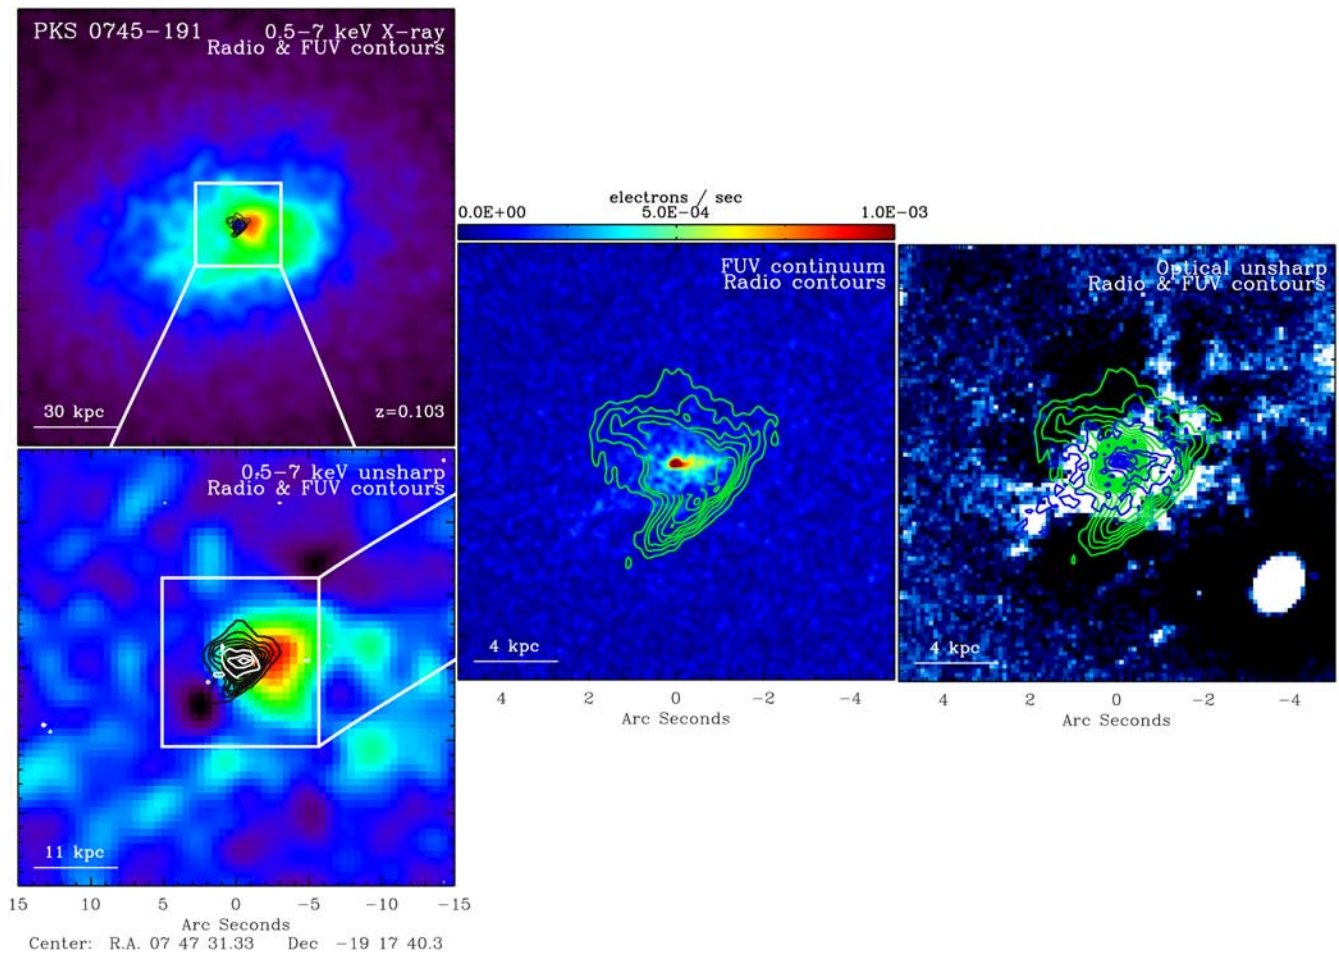 PKS 0745-191
0.5-7 keV X-ray
Radio & FUV contours
30 kpc
z=0.103
0.5-7 keV unsharp
Radio & FUV contours
11 kpc
15 10 5 0 -5 -10 -15
Arc Seconds
Center: R.A. 07 47 31.33 Dec -19 17 40.3
electrons / sec
0.0E+00 5.0E-04 1.0E-03
FUV continuum
Radio contours
4 kpc
4 2 0 -2 -4
Arc Seconds
Optical unsharp
Radio & FUV contours
4 kpc
4 2 0 -2 -4
Arc Seconds